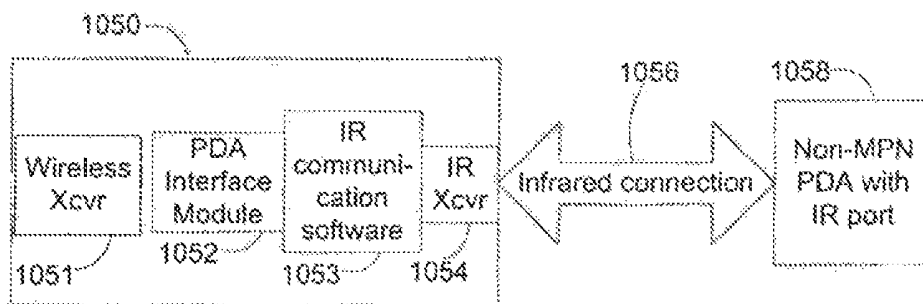 1050
1056
1058
Wireless
Xcvr
PDA
Interface
Module
IR
communi-
cation
software
IR
Xcvr
Infrared connection
Non-MPN
PDA with
IR port
1051
1052
1053
1054